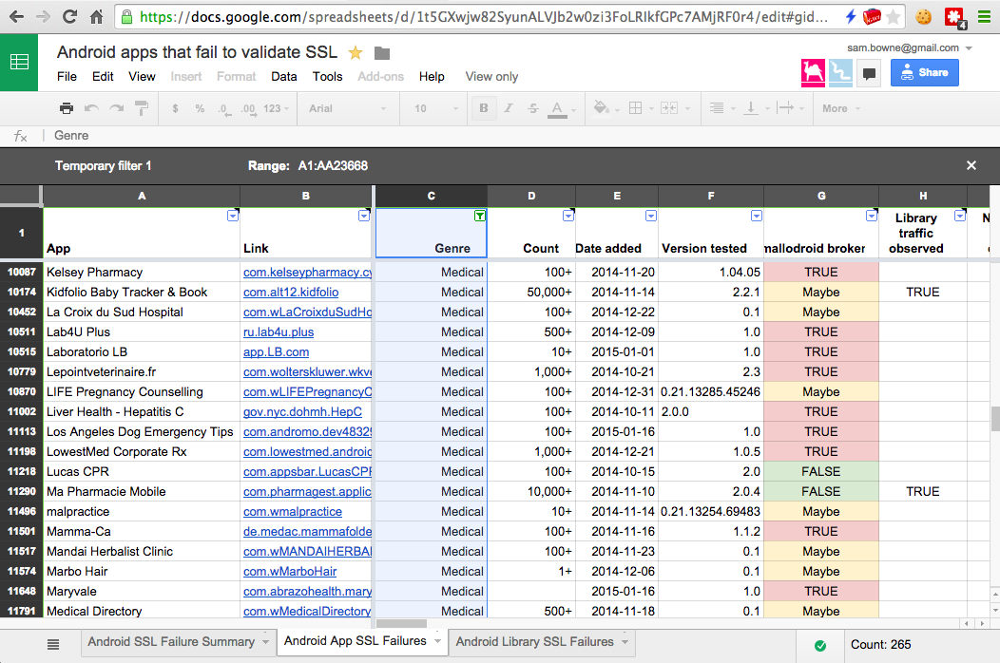 https://docs.google.com/spreadsheets/d/1t5GXwjw82SyunALVJb2w0zi3FoLRIkfGPc7AMjRF0r4/edit#gid...
4
Android apps that fail to validate SSL
sam.bowne@gmail.com
File Edit View Insert Format Data Tools Add-ons Help View only
Share
$ % .0 .00 123 Arial 10 B I S A More
fx Genre
Temporary filter 1 Range: A1:AA23668
A B C D E F G H
1 App Link Genre Count Date added Version tested mallodroid broken Library traffic observed
10087 Kelsey Pharmacy com.kelseypharmacy.cy Medical 100+ 2014-11-20 1.04.05 TRUE
10174 Kidfolio Baby Tracker & Book com.alt12.kidfolio Medical 50,000+ 2014-11-14 2.2.1 Maybe TRUE
10452 La Croix du Sud Hospital com.wLaCroixduSudHo Medical 100+ 2014-12-22 0.1 Maybe
10511 Lab4U Plus ru.lab4u.plus Medical 500+ 2014-12-09 1.0 TRUE
10515 Laboratorio LB app.LB.com Medical 10+ 2015-01-01 1.0 TRUE
10779 Lepointveterinaire.fr com.wolterskluwer.wkve Medical 1,000+ 2014-10-21 2.3 TRUE
10870 LIFE Pregnancy Counselling com.wLIFEPregnancyC Medical 100+ 2014-12-31 0.21.13285.45246 Maybe
11002 Liver Health - Hepatitis C gov.nyc.dohmh.HepC Medical 100+ 2014-10-11 2.0.0 TRUE
11113 Los Angeles Dog Emergency Tips com.andromo.dev48329 Medical 100+ 2015-01-16 1.0 TRUE
11198 LowestMed Corporate Rx com.lowestmed.android Medical 1,000+ 2014-12-21 1.0.5 TRUE
11218 Lucas CPR com.appsbar.LucasCPR Medical 100+ 2014-10-15 2.0 FALSE
11290 Ma Pharmacie Mobile com.pharmagest.applic Medical 10,000+ 2014-11-10 2.0.4 FALSE TRUE
11496 malpractice com.wmalpractice Medical 10+ 2014-11-14 0.21.13254.69483 Maybe
11501 Mamma-Ca de.medac.mammafolde Medical 100+ 2014-11-16 1.1.2 TRUE
11517 Mandai Herbalist Clinic com.wMANDAIHERBAL Medical 100+ 2014-11-23 0.1 Maybe
11574 Marbo Hair com.wMarboHair Medical 1+ 2014-12-06 0.1 Maybe
11648 Maryvale com.abrazohealth.mary Medical 2015-01-16 1.0 TRUE
11791 Medical Directory com.wMedicalDirectory Medical 500+ 2014-11-18 0.1 Maybe
Android SSL Failure Summary Android App SSL Failures Android Library SSL Failures Count: 265